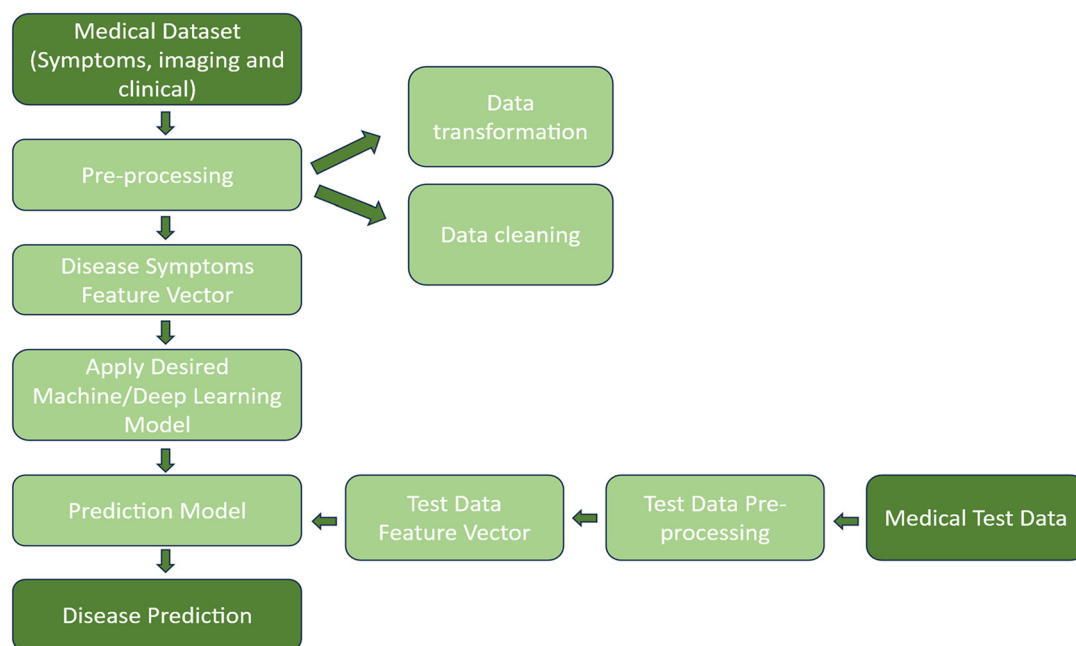 Medical Dataset
(Symptoms, imaging and
clinical)
Data
transformation
Pre-processing
Data cleaning
Disease Symptoms
Feature Vector
Apply Desired
Machine/Deep Learning
Model
Prediction Model
Test Data
Feature Vector
Test Data Pre-
processing
Medical Test Data
Disease Prediction